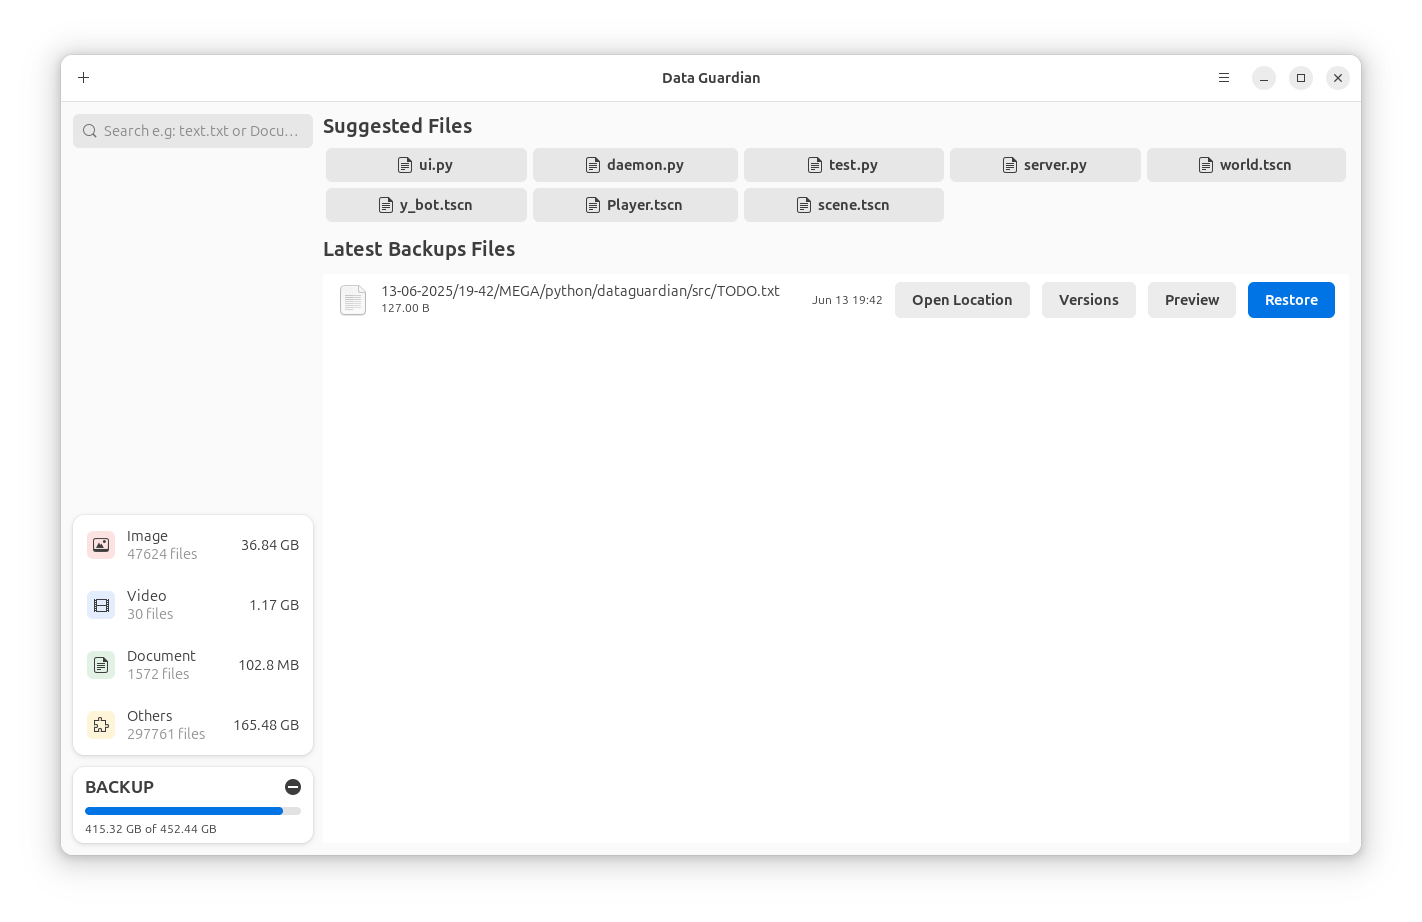 Data Guardian
Search e.g: text.txt or Docu…
Suggested Files
ui.py
daemon.py
test.py
server.py
world.tscn
y_bot.tscn
Player.tscn
scene.tscn
Latest Backups Files
13-06-2025/19-42/MEGA/python/dataguardian/src/TODO.txt
127.00 B
Jun 13 19:42
Open Location
Versions
Preview
Restore
Image
47624 files
36.84 GB
Video
30 files
1.17 GB
Document
1572 files
102.8 MB
Others
297761 files
165.48 GB
BACKUP
415.32 GB of 452.44 GB